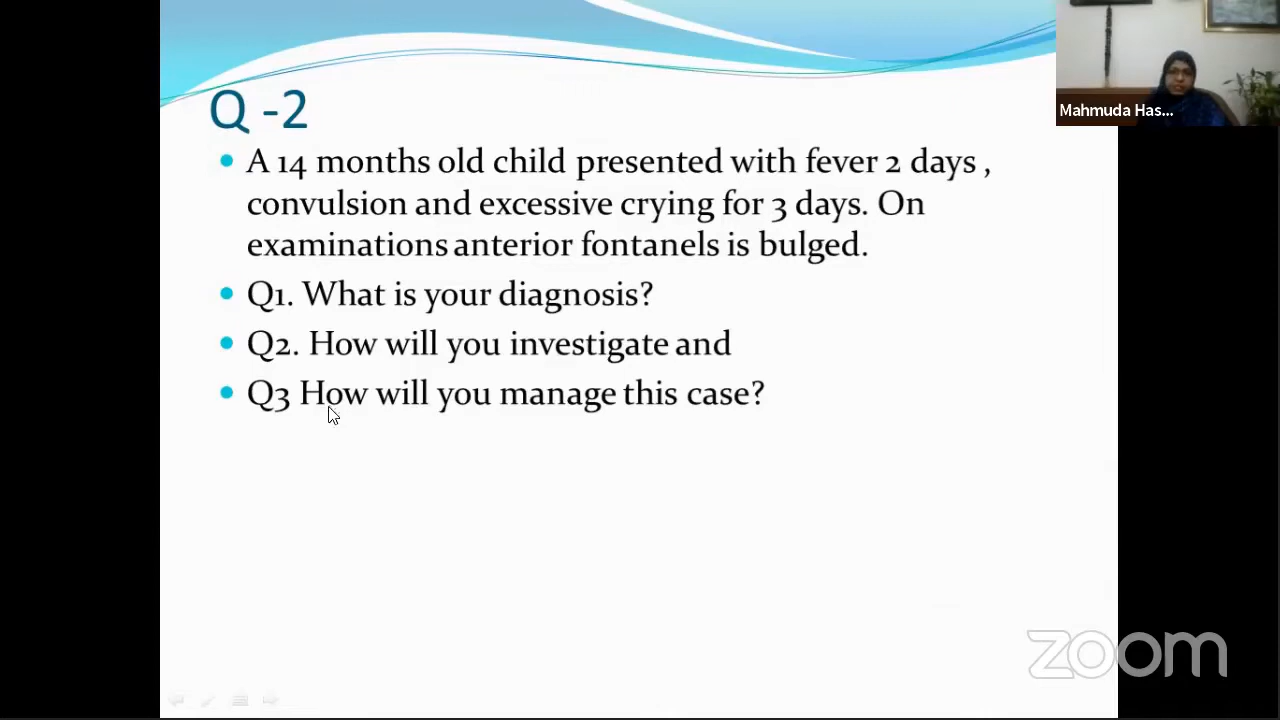 Mahmuda Has...
Q -2
A 14 months old child presented with fever 2 days ,
convulsion and excessive crying for 3 days. On
examinations anterior fontanels is bulged.
Q1. What is your diagnosis?
Q2. How will you investigate and
Q3 How will you manage this case?
zoom